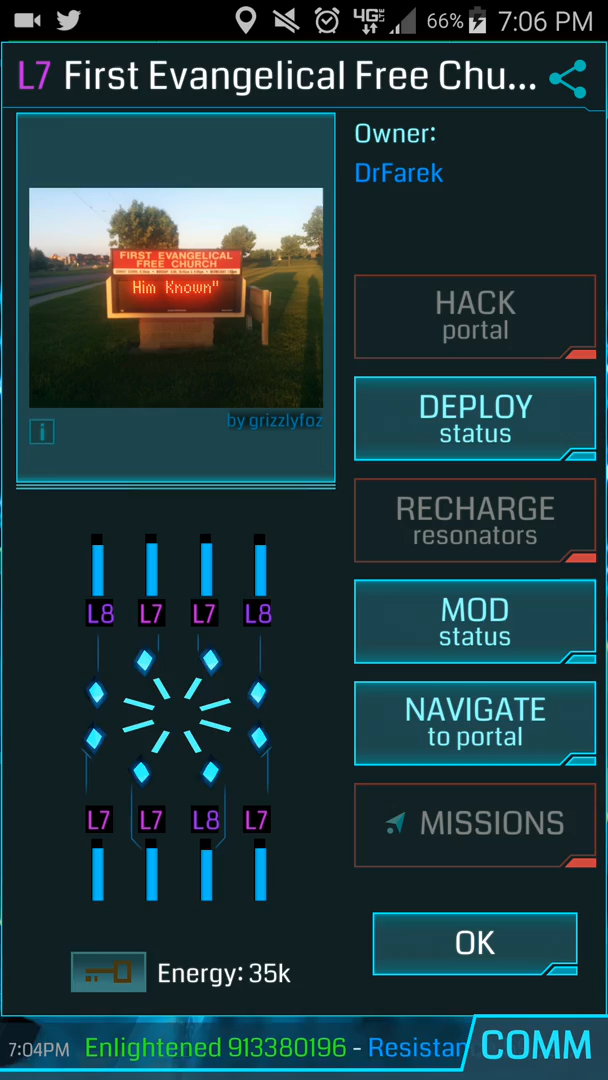 4G LTE 66% 7:06 PM
L7 First Evangelical Free Chu...
Owner:
DrFarek
FIRST EVANGELICAL
FREE CHURCH
Him Known"
by grizzlyfoz
i
HACK
portal
DEPLOY
status
RECHARGE
resonators
MOD
status
NAVIGATE
to portal
MISSIONS
L8 L7 L7 L8
L7 L7 L8 L7
Energy: 35k
OK
7:04PM Enlightened 913380196 - Resistan
COMM